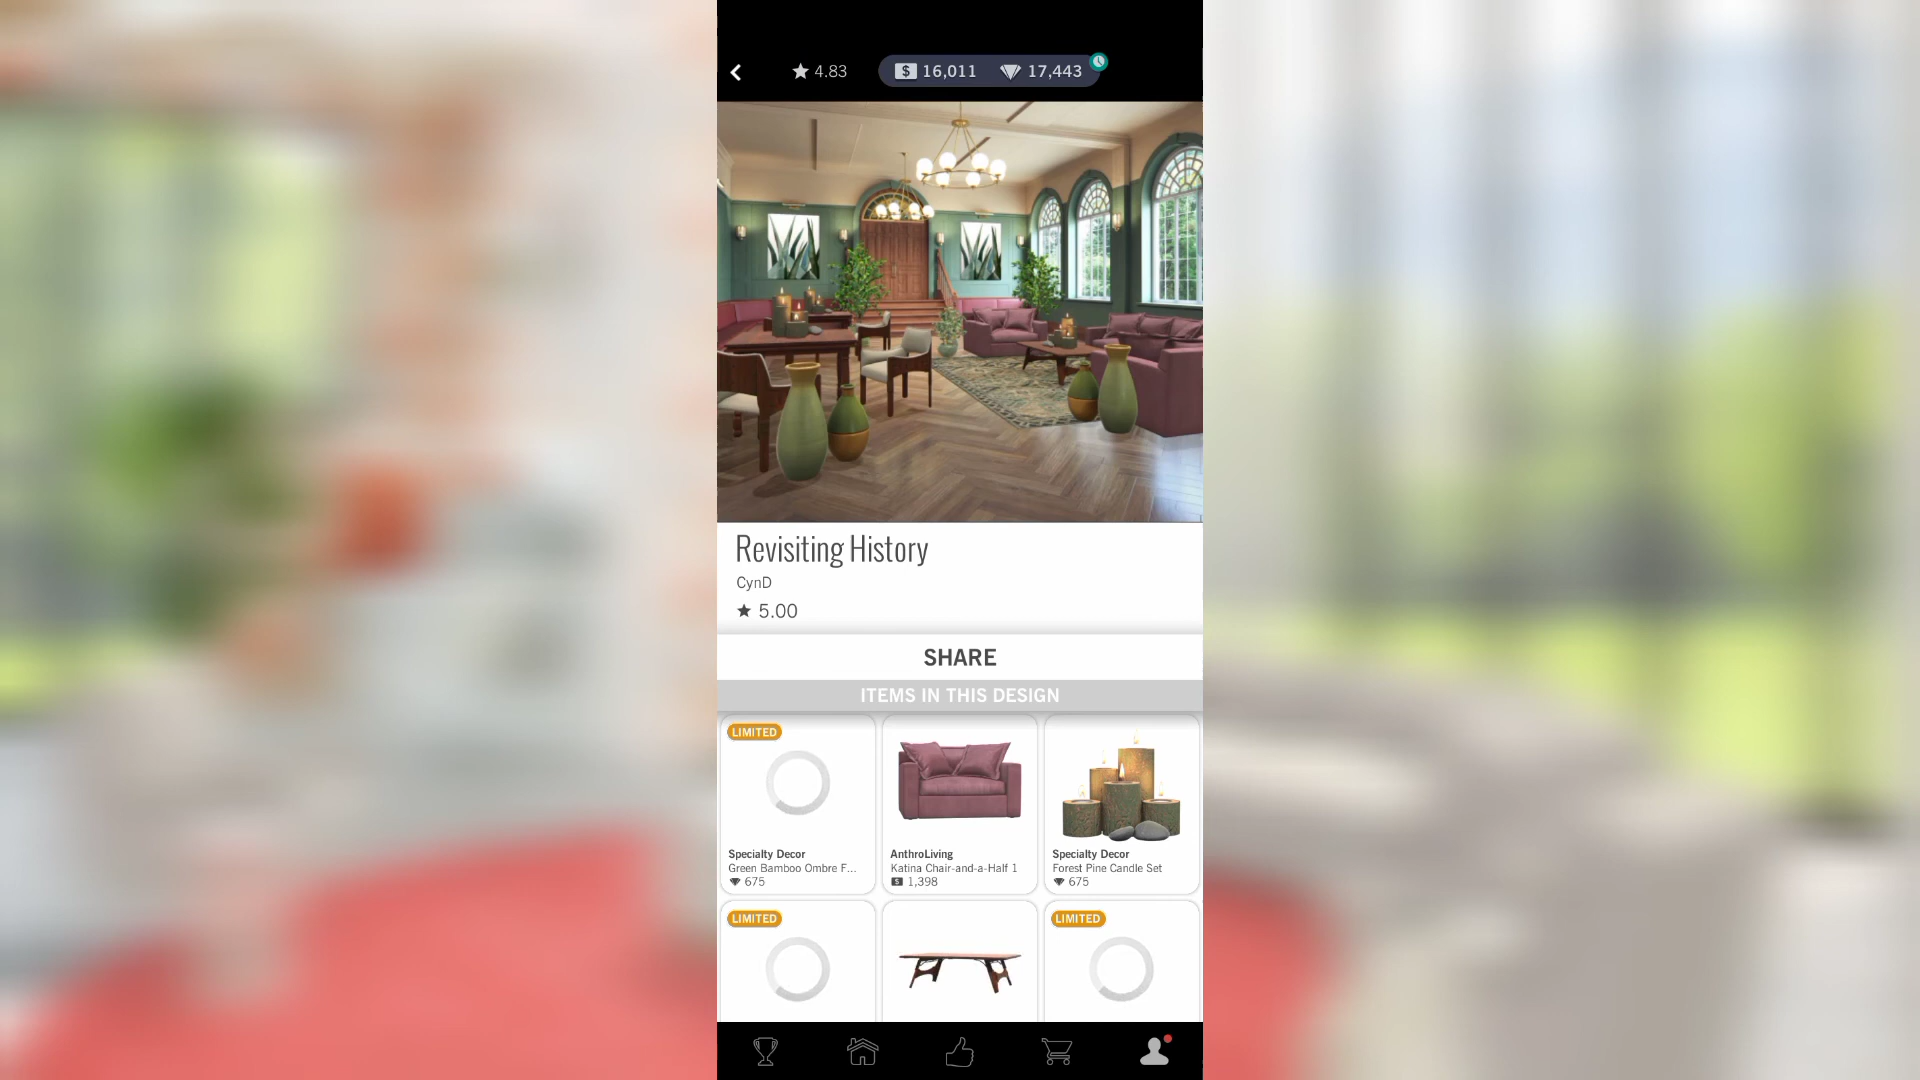 4.83
$ 16,011
17,443
Revisiting History
CynD
5.00
SHARE
ITEMS IN THIS DESIGN
LIMITED
Specialty Decor
Green Bamboo Ombre F...
675
AnthroLiving
Katina Chair-and-a-Half 1
$ 1,398
Specialty Decor
Forest Pine Candle Set
675
LIMITED
LIMITED